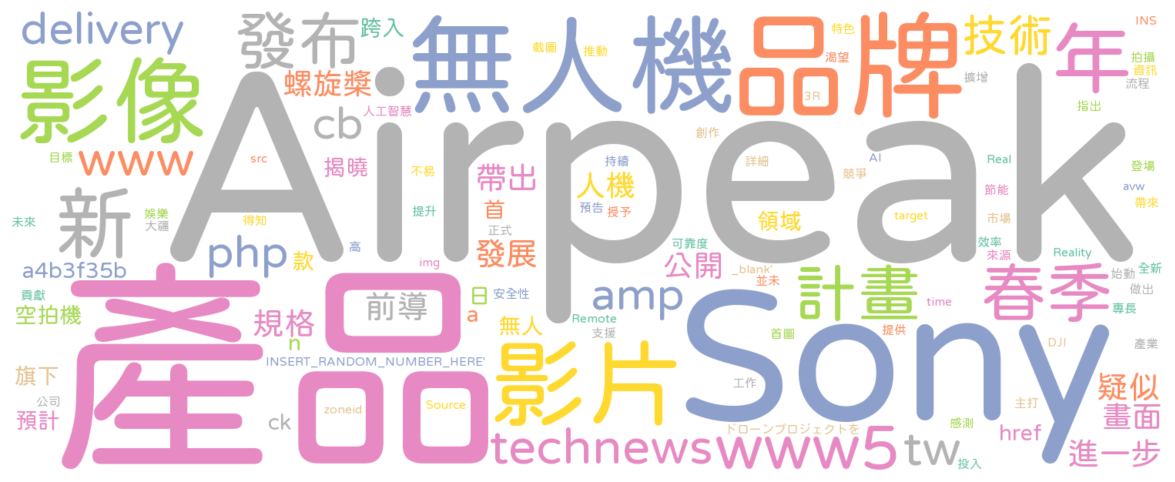 delivery
發布
跨入
無人機
截圖
推動
品牌
特色
渴望
技術
年
INS
拍攝
資訊
流程
擴增
指出
影像
螺旋槳
人工智慧
3R
cb
創作
Airpeak
目標
www
src
揭曉
不易
帶出
持續
人機
預告
授予
詳細
AI
競爭
Real
節能
登場
avw
帶來
新
未來
娛樂
大疆
得知
提升
首
正式
領域
target
市場
php
款
高
發展
可靠度
公開
效率
來源
Reality
a4b3f35b
img
_blank'
並未
始動
全新
做出
專長
貢獻
空拍機
產品
前導
規格
n
日
a
安全性
無人
Remote
支援
amp
計畫
首圖
time
春季
提供
DJI
產業
INSERT_RANDOM_NUMBER_HERE'
影片
Sony
旗下
公司
預計
ck
zoneid
Source
工作
疑似
畫面
主打
technews
www5
ドローンプロジェクトを
tw
感測
投入
href
進一步